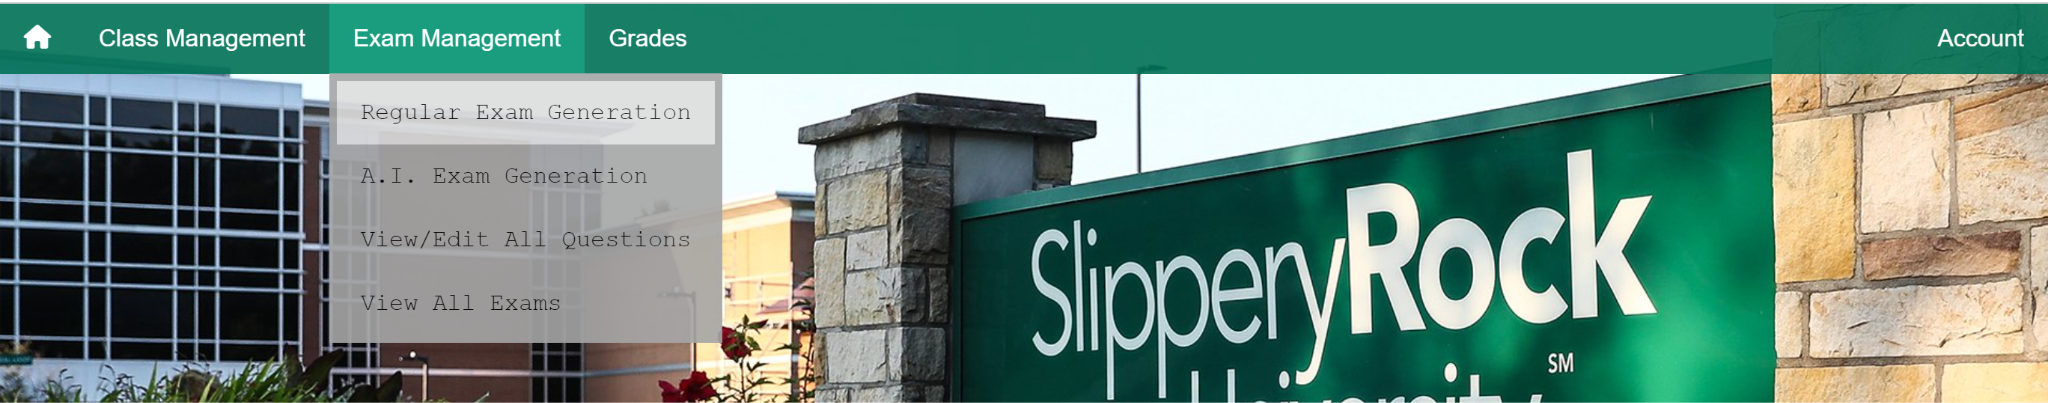 Class Management
Exam Management
Grades
Account
Regular Exam Generation
A.I. Exam Generation
View/Edit All Questions
View All Exams
SlipperyRock
University
SM